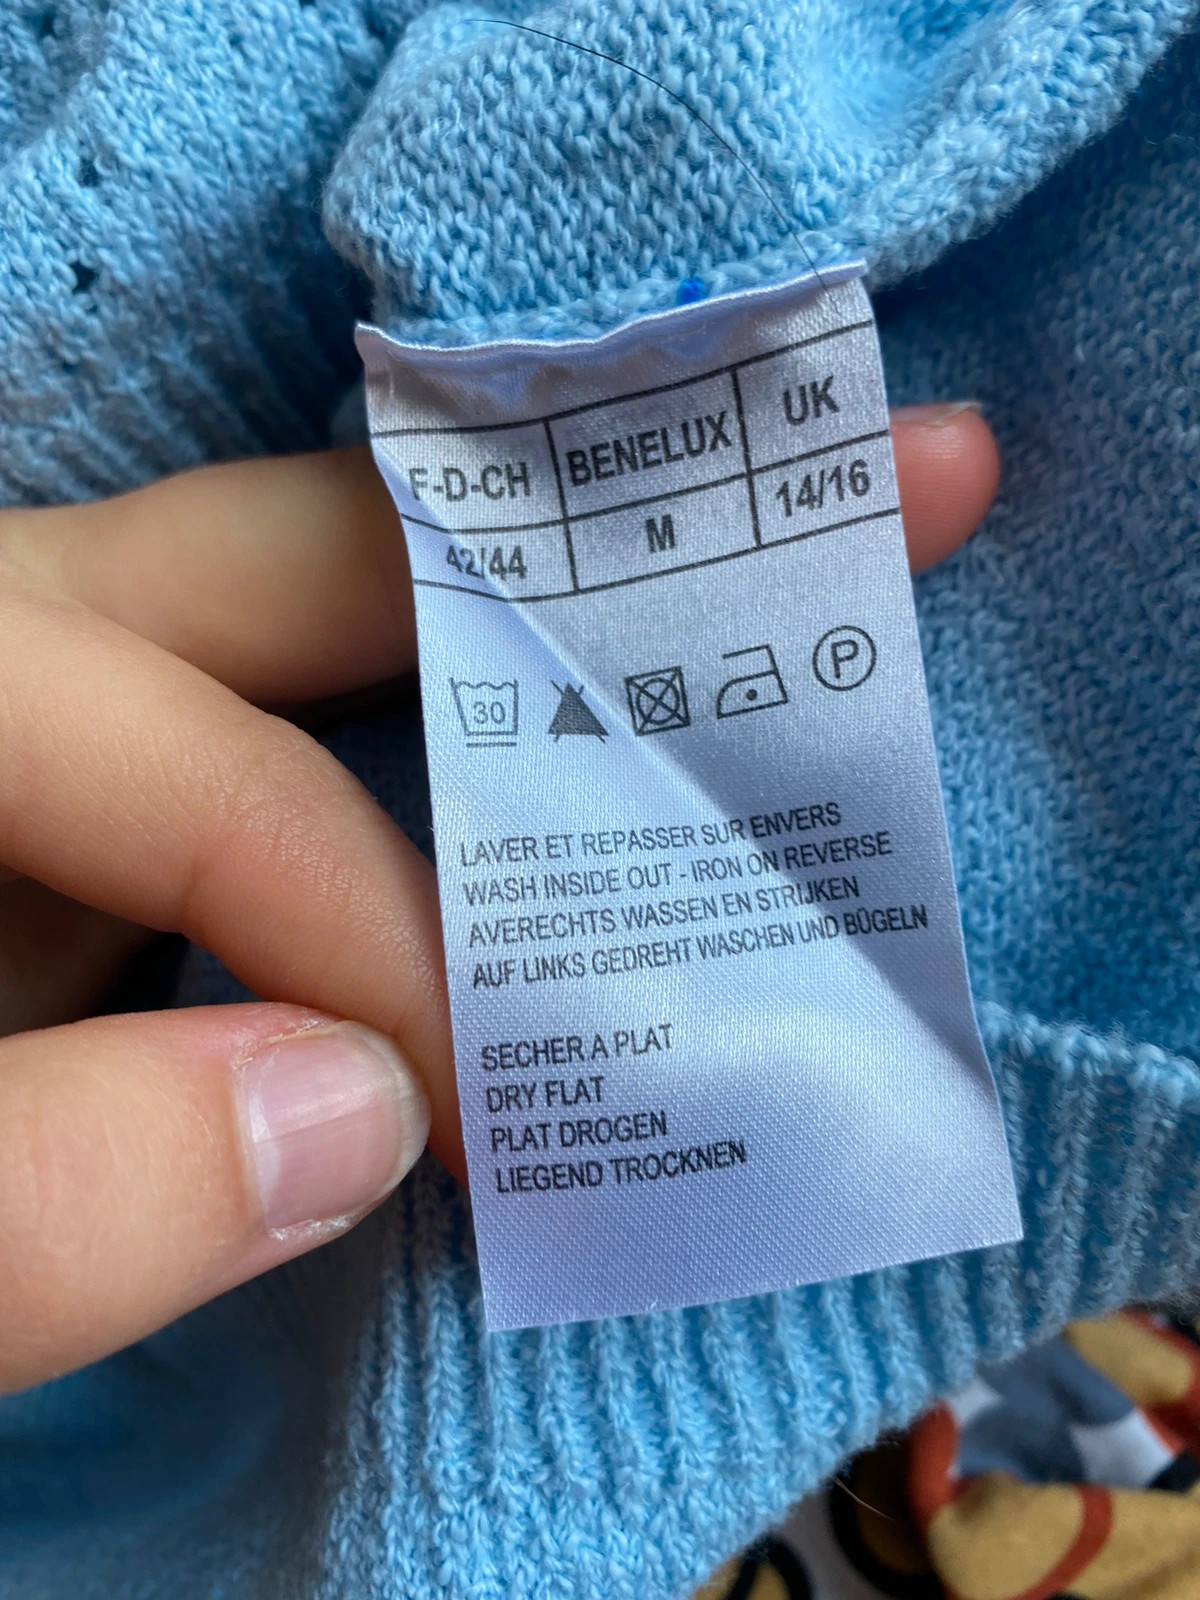 F-D-CH BENELUX UK
42/44 M 14/16
30 P
LAVER ET REPASSER SUR ENVERS
WASH INSIDE OUT - IRON ON REVERSE
AVERECHTS WASSEN EN STRIJKEN
AUF LINKS GEDREHT WASCHEN UND BÜGELN
SECHER A PLAT
DRY FLAT
PLAT DROGEN
LIEGEND TROCKNEN